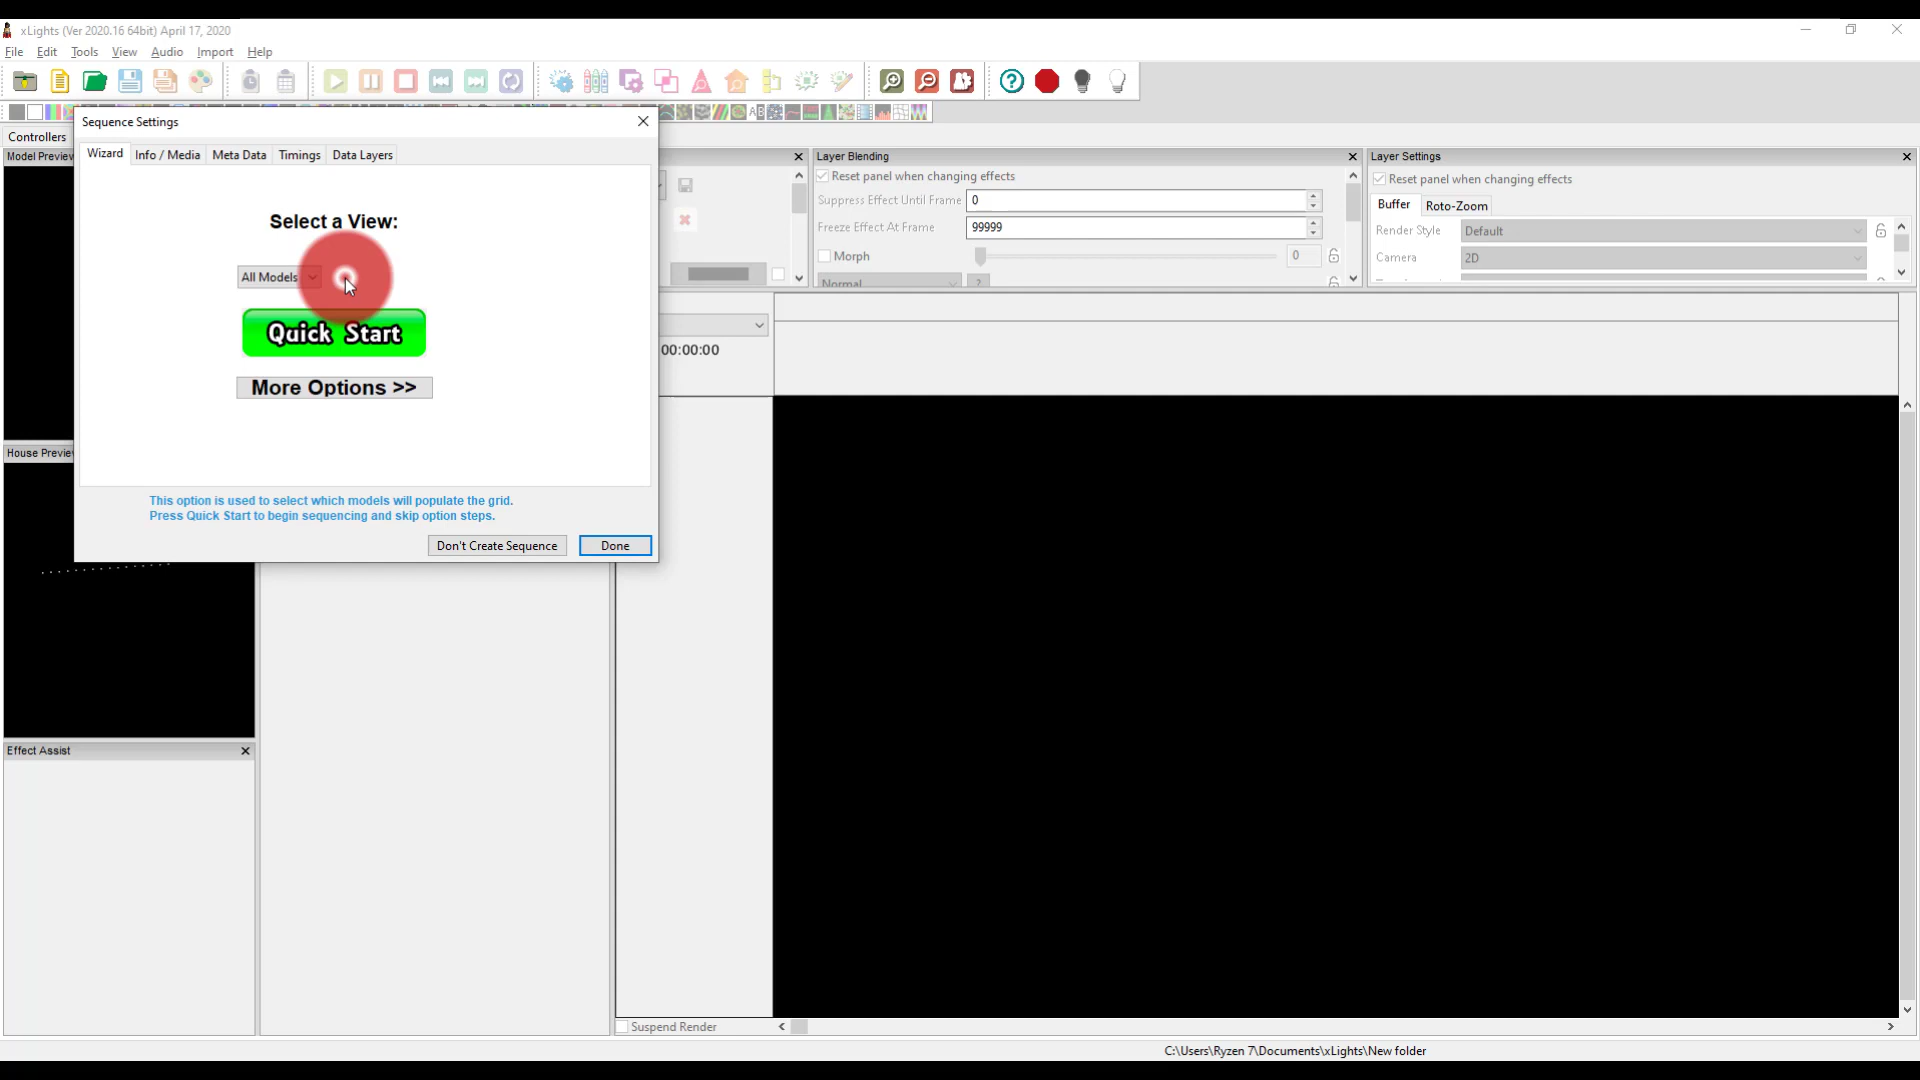 xLights (Ver 2020.16 64bit) April 17, 2020
File Edit Tools View Audio Import Help
Sequence Settings
Controllers
Wizard Info / Media Meta Data Timings Data Layers
Model Preview
Layer Blending
Layer Settings
Reset panel when changing effects
Reset panel when changing effects
Suppress Effect Until Frame 0
Buffer Roto-Zoom
Select a View:
Freeze Effect At Frame 99999
Render Style Default
Morph 0
Camera 2D
All Models
Normal ?
Quick Start
00:00:00
More Options >>
House Preview
This option is used to select which models will populate the grid.
Press Quick Start to begin sequencing and skip option steps.
Don't Create Sequence Done
Effect Assist
Suspend Render
C:\Users\Ryzen 7\Documents\xLights\New folder